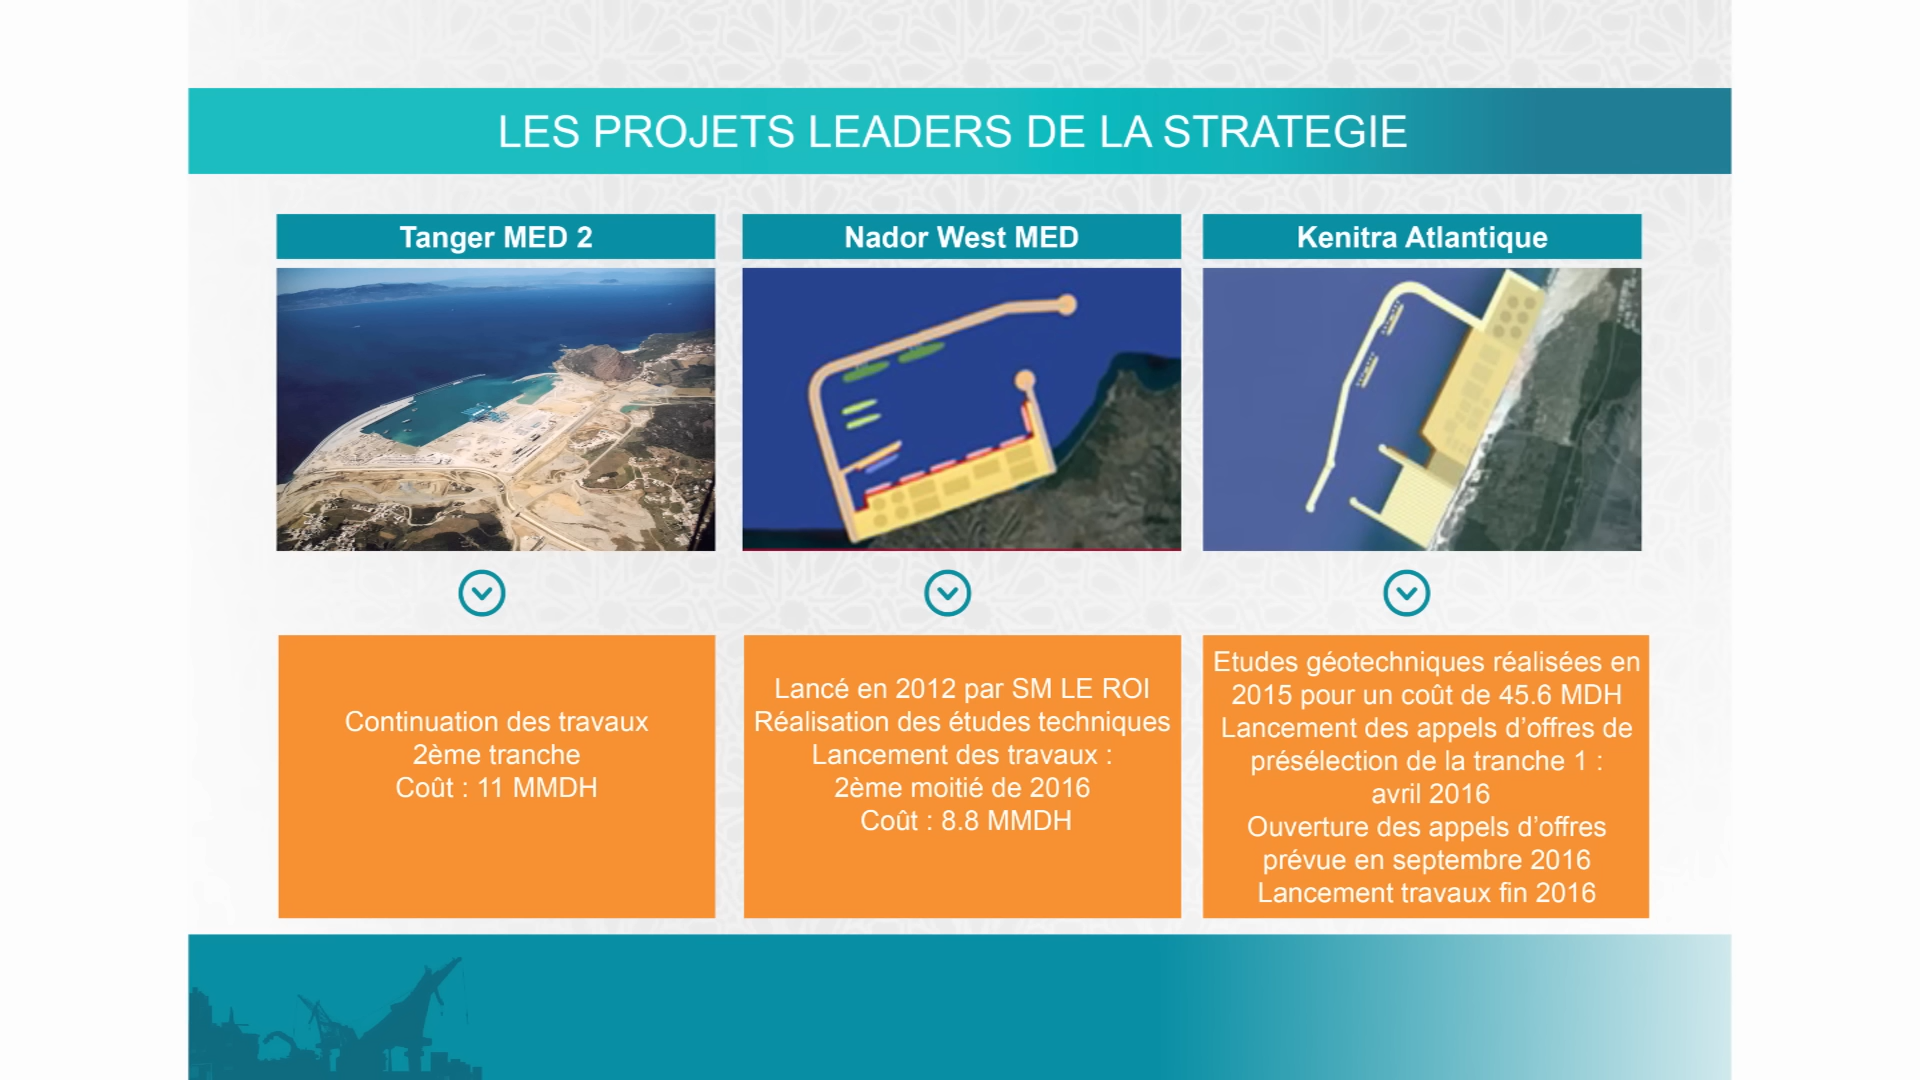 LES PROJETS LEADERS DE LA STRATEGIE
Tanger MED 2
Continuation des travaux
2ème tranche
Coût : 11 MMDH
Nador West MED
Lancé en 2012 par SM LE ROI
Réalisation des études techniques
Lancement des travaux :
2ème moitié de 2016
Coût : 8.8 MMDH
Kenitra Atlantique
Etudes géotechniques réalisées en
2015 pour un coût de 45.6 MDH
Lancement des appels d’offres de
présélection de la tranche 1 :
avril 2016
Ouverture des appels d’offres
prévue en septembre 2016
Lancement travaux fin 2016